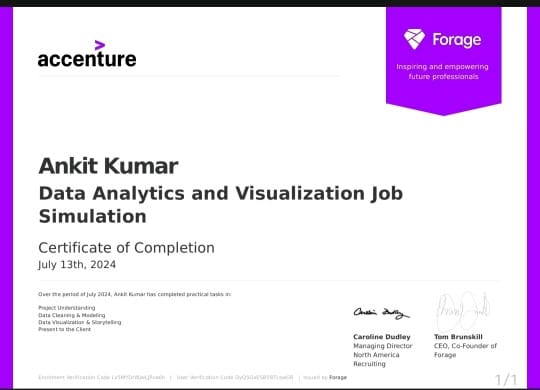 accenture
Forage
Inspiring and empowering
future professionals
Ankit Kumar
Data Analytics and Visualization Job
Simulation
Certificate of Completion
July 13th, 2024
Over the period of July 2024, Ankit Kumar has completed practical tasks in:
Project Understanding
Data Cleaning & Modeling
Data Visualization & Storytelling
Present to the Client
Caroline Dudley
Managing Director
North America
Recruiting
Tom Brunskill
CEO, Co-Founder of
Forage
Enrolment Verification Code | User Verification Code | Issued by Forage
1/1